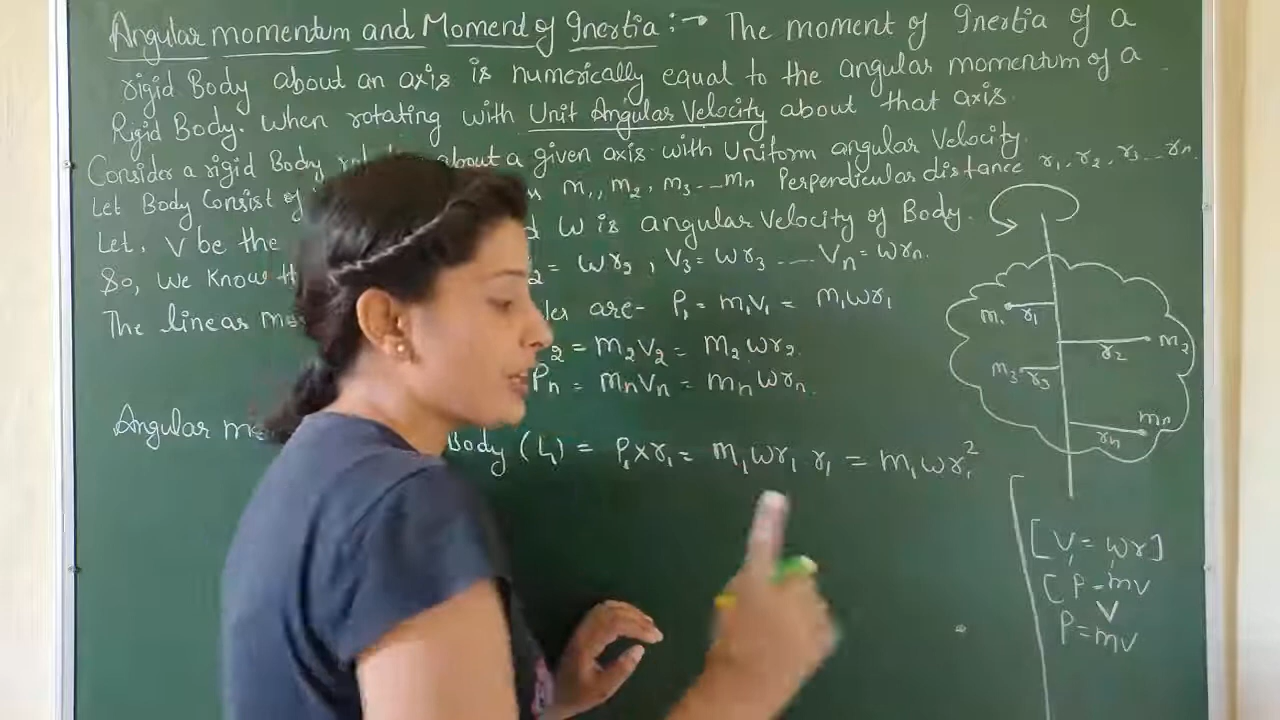 Angular momentum and Moment of Inertia :→ The moment of Inertia of a
rigid Body about an axis is numerically equal to the angular momentum of a
Rigid Body. when rotating with Unit Angular Velocity about that axis.
Consider a rigid Body about a given axis with Uniform angular Velocity.
Let Body Consist of m₁, m₂, m₃ ... mn Perpendicular distance r₁, r₂, r₃ ... rn.
Let, V be the ω is angular Velocity of Body.
So, we know = ωr₂, V₃ = ωr₃ ---- Vn = ωrn.
The linear are- P₁ = m₁V₁ = m₁ωr₁
₂ = m₂V₂ = m₂ωr₂.
Pn = mnVn = mnωrn.
Angular Body (L₁) = P₁×r₁ = m₁ωr₁ r₁ = m₁ωr₁²
m₁ r₁
r₂ m₂
m₃ r₃
rn mn
[V = ωr]
[P = mv
V
P = mv